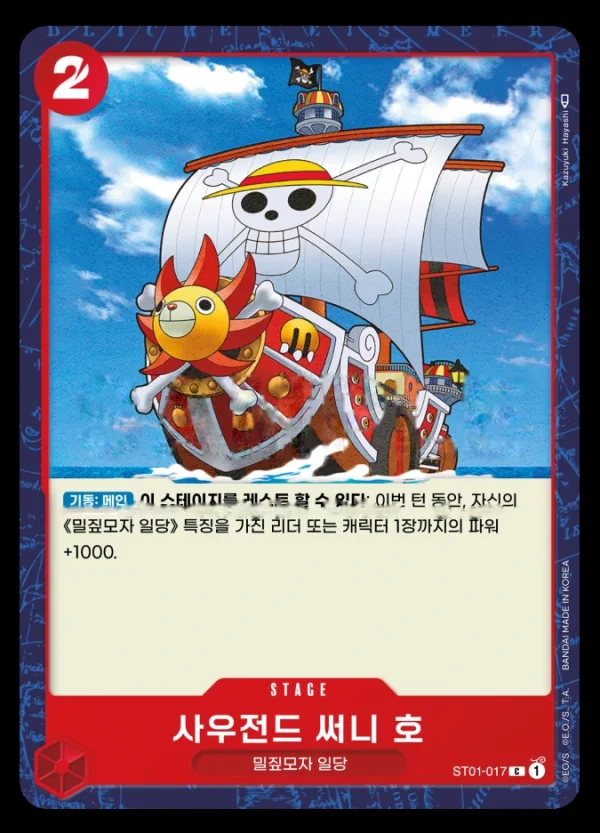 2
Kazuyuki Hayashi
기동: 메인 이 스테이지를 레스트 할 수 있다: 이번 턴 동안, 자신의
《밀짚모자 일당》 특징을 가진 리더 또는 캐릭터 1장까지의 파워
+1000.
STAGE
사우전드 써니 호
밀짚모자 일당
ST01-017 C 1
©E.O./S. ©E.O./S., T.A. BANDAI MADE IN KOREA